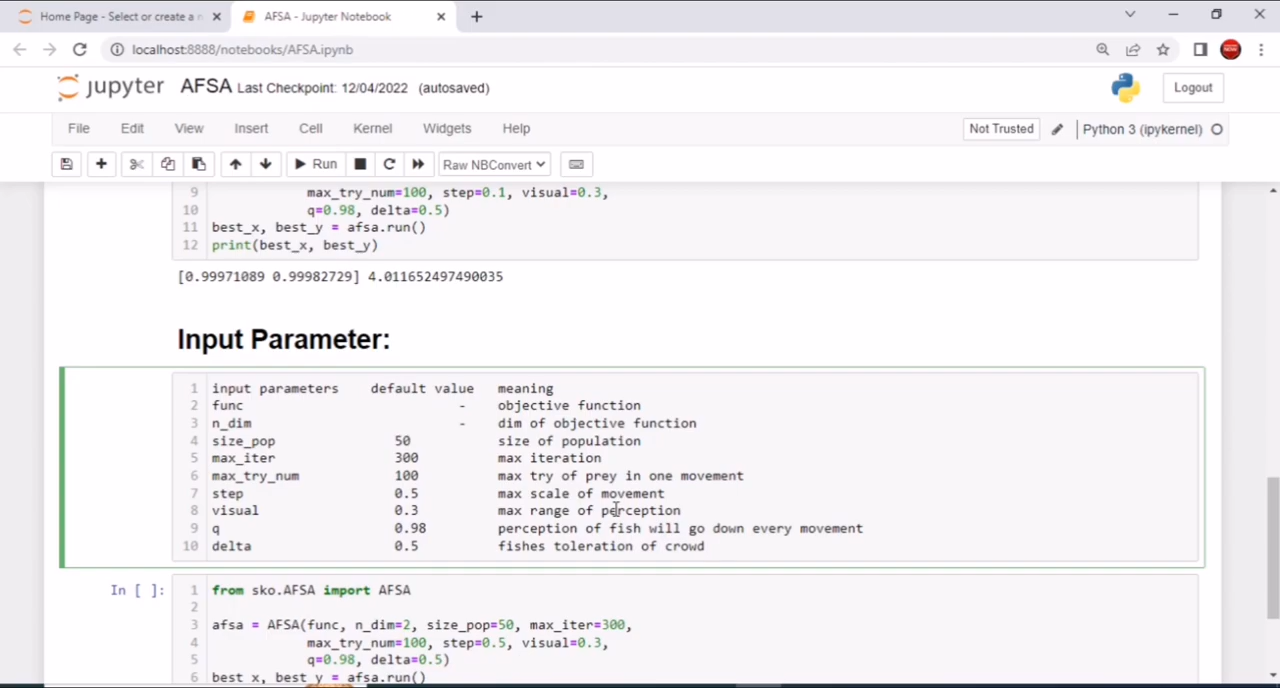 Home Page - Select or create a n
AFSA - Jupyter Notebook
localhost:8888/notebooks/AFSA.ipynb
jupyter AFSA Last Checkpoint: 12/04/2022 (autosaved)
Logout
File Edit View Insert Cell Kernel Widgets Help
Not Trusted
Python 3 (ipykernel)
Run
Raw NBConvert
9 max_try_num=100, step=0.1, visual=0.3,
10 q=0.98, delta=0.5)
11 best_x, best_y = afsa.run()
12 print(best_x, best_y)
[0.99971089 0.99982729] 4.011652497490035
Input Parameter:
1 input parameters default value meaning
2 func - objective function
3 n_dim - dim of objective function
4 size_pop 50 size of population
5 max_iter 300 max iteration
6 max_try_num 100 max try of prey in one movement
7 step 0.5 max scale of movement
8 visual 0.3 max range of perception
9 q 0.98 perception of fish will go down every movement
10 delta 0.5 fishes toleration of crowd
In [ ]:
1 from sko.AFSA import AFSA
2
3 afsa = AFSA(func, n_dim=2, size_pop=50, max_iter=300,
4 max_try_num=100, step=0.5, visual=0.3,
5 q=0.98, delta=0.5)
6 best_x, best_y = afsa.run()